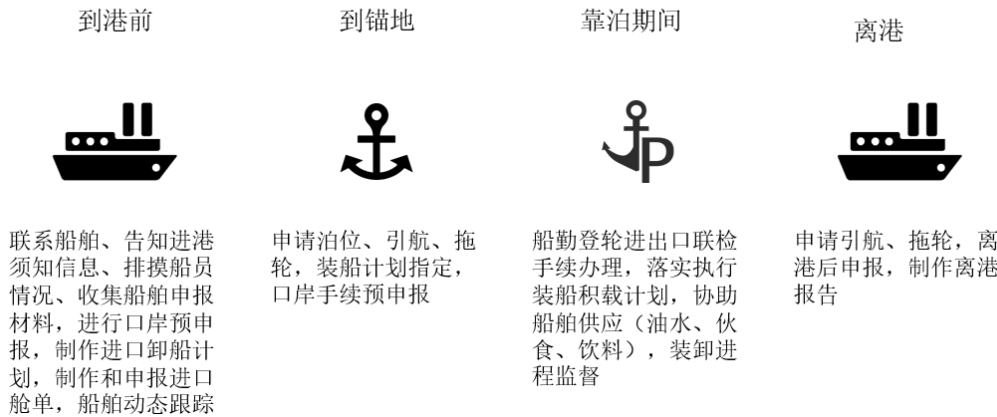 到港前
联系船舶、告知进港
须知信息、排摸船员
情况、收集船舶申报
材料，进行口岸预申
报，制作进口卸船计
划，制作和申报进口
舱单，船舶动态跟踪
到锚地
申请泊位、引航、拖
轮，装船计划指定，
口岸手续预申报
靠泊期间
P
船勤登轮进出口联检
手续办理，落实执行
装船积载计划，协助
船舶供应（油水、伙
食、饮料），装卸进
程监督
离港
申请引航、拖轮，离
港后申报，制作离港
报告